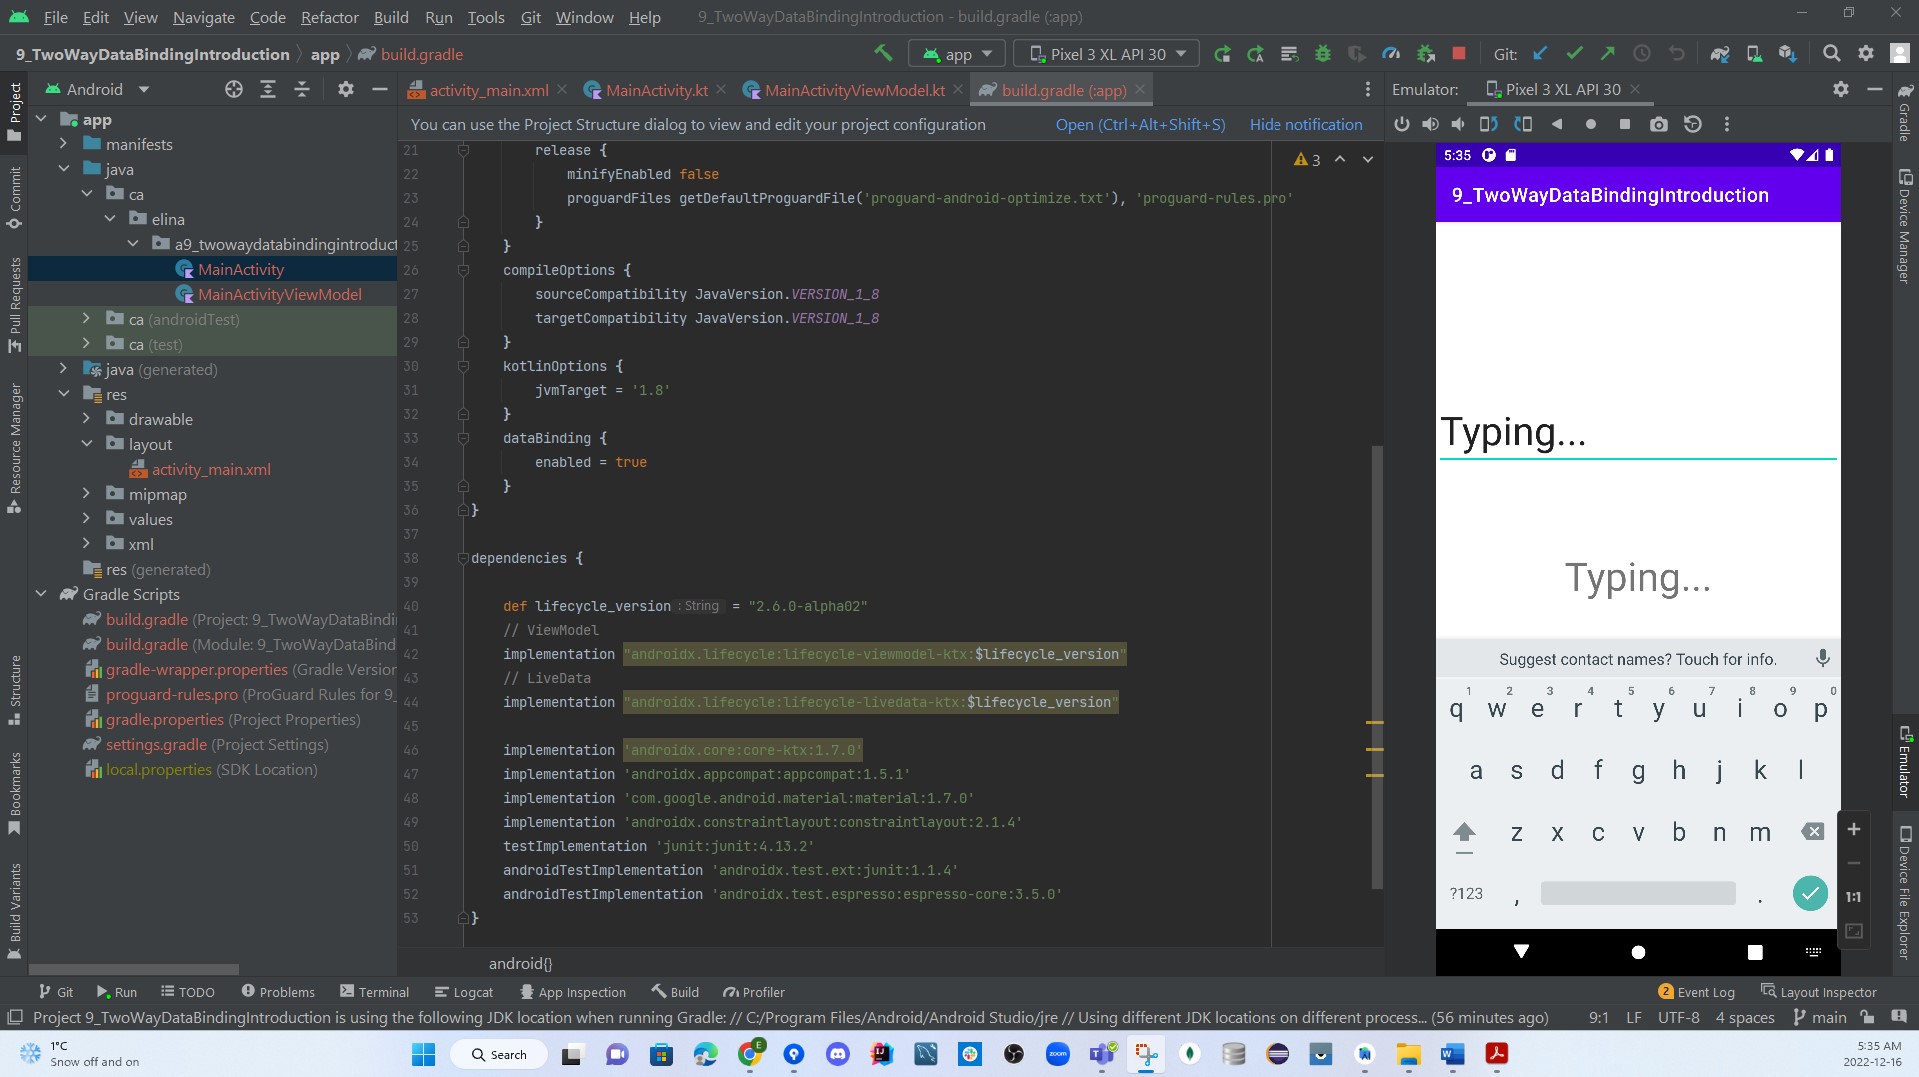 File Edit View Navigate Code Refactor Build Run Tools Git Window Help 9_TwoWayDataBindingIntroduction - build.gradle (:app)
9_TwoWayDataBindingIntroduction app build.gradle app Pixel 3 XL API 30 Git:
Project
Commit
Pull Requests
Resource Manager
Structure
Bookmarks
Build Variants
Android
app
manifests
java
ca
elina
a9_twowaydatabindingintroduct
MainActivity
MainActivityViewModel
ca (androidTest)
ca (test)
java (generated)
res
drawable
layout
activity_main.xml
mipmap
values
xml
res (generated)
Gradle Scripts
build.gradle (Project: 9_TwoWayDataBindi
build.gradle (Module: 9_TwoWayDataBind
gradle-wrapper.properties (Gradle Version
proguard-rules.pro (ProGuard Rules for 9_
gradle.properties (Project Properties)
settings.gradle (Project Settings)
local.properties (SDK Location)
activity_main.xml MainActivity.kt MainActivityViewModel.kt build.gradle (:app)
You can use the Project Structure dialog to view and edit your project configuration Open (Ctrl+Alt+Shift+S) Hide notification
3
21 release {
22 minifyEnabled false
23 proguardFiles getDefaultProguardFile('proguard-android-optimize.txt'), 'proguard-rules.pro'
24 }
25 }
26 compileOptions {
27 sourceCompatibility JavaVersion.VERSION_1_8
28 targetCompatibility JavaVersion.VERSION_1_8
29 }
30 kotlinOptions {
31 jvmTarget = '1.8'
32 }
33 dataBinding {
34 enabled = true
35 }
36 }
37
38 dependencies {
39
40 def lifecycle_version : String = "2.6.0-alpha02"
41 // ViewModel
42 implementation "androidx.lifecycle:lifecycle-viewmodel-ktx:$lifecycle_version"
43 // LiveData
44 implementation "androidx.lifecycle:lifecycle-livedata-ktx:$lifecycle_version"
45
46 implementation 'androidx.core:core-ktx:1.7.0'
47 implementation 'androidx.appcompat:appcompat:1.5.1'
48 implementation 'com.google.android.material:material:1.7.0'
49 implementation 'androidx.constraintlayout:constraintlayout:2.1.4'
50 testImplementation 'junit:junit:4.13.2'
51 androidTestImplementation 'androidx.test.ext:junit:1.1.4'
52 androidTestImplementation 'androidx.test.espresso:espresso-core:3.5.0'
53 }
android{}
Emulator: Pixel 3 XL API 30
5:35
9_TwoWayDataBindingIntroduction
Typing...
Typing...
Suggest contact names? Touch for info.
1 2 3 4 5 6 7 8 9 0
q w e r t y u i o p
a s d f g h j k l
z x c v b n m
?123 , .
1:1
Gradle
Device Manager
Emulator
Device File Explorer
Git Run TODO Problems Terminal Logcat App Inspection Build Profiler 2 Event Log Layout Inspector
Project 9_TwoWayDataBindingIntroduction is using the following JDK location when running Gradle: // C:/Program Files/Android/Android Studio/jre // Using different JDK locations on different process... (56 minutes ago) 9:1 LF UTF-8 4 spaces main
1°C
Snow off and on
Search
E
zoom
5:35 AM
2022-12-16